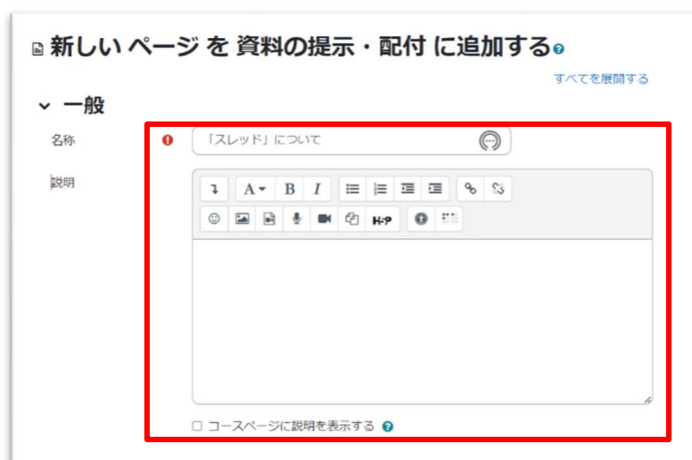 新しい ページ を 資料の提示・配付 に追加する
すべてを展開する
一般
名称
「スレッド」について
説明
A B I
H-P
コースページに説明を表示する